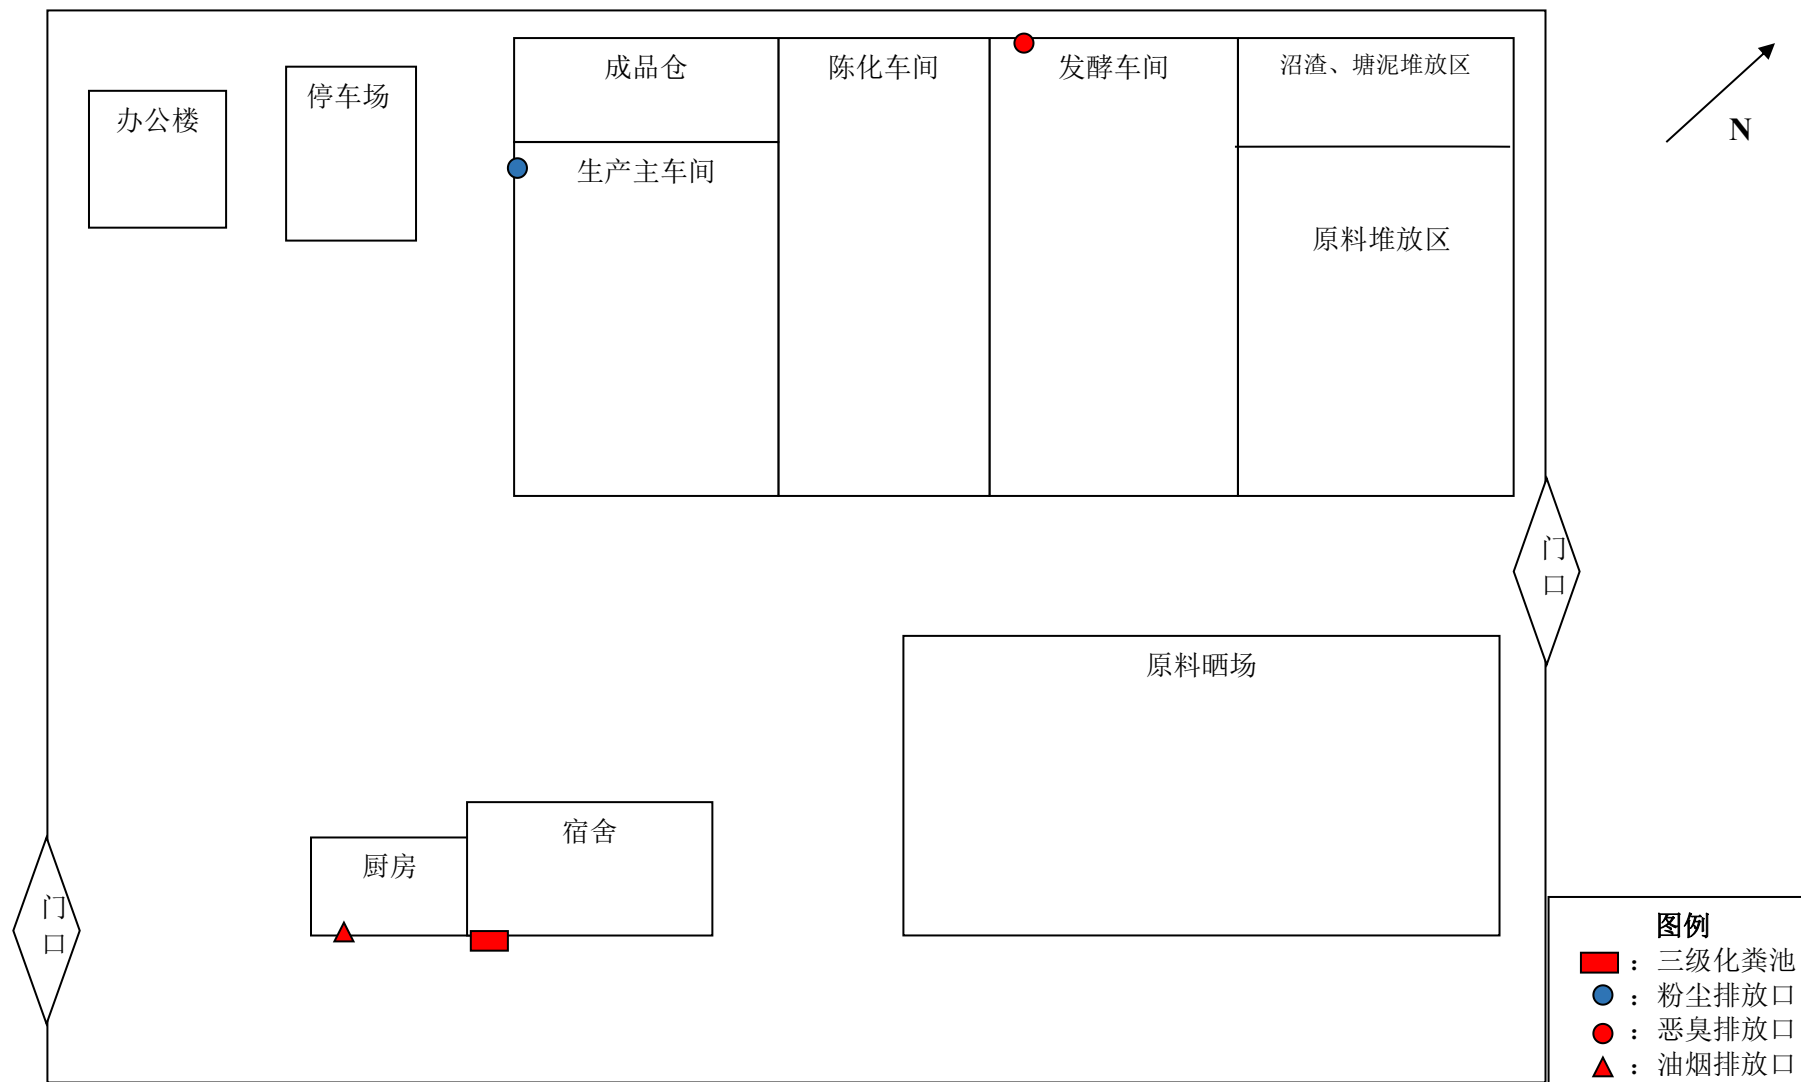 办公楼
停车场
成品仓
陈化车间
发酵车间
沼渣、塘泥堆放区
N
生产主车间
原料堆放区
门
口
原料晒场
宿舍
厨房
门
口
图例
：三级化粪池
：粉尘排放口
：恶臭排放口
：油烟排放口